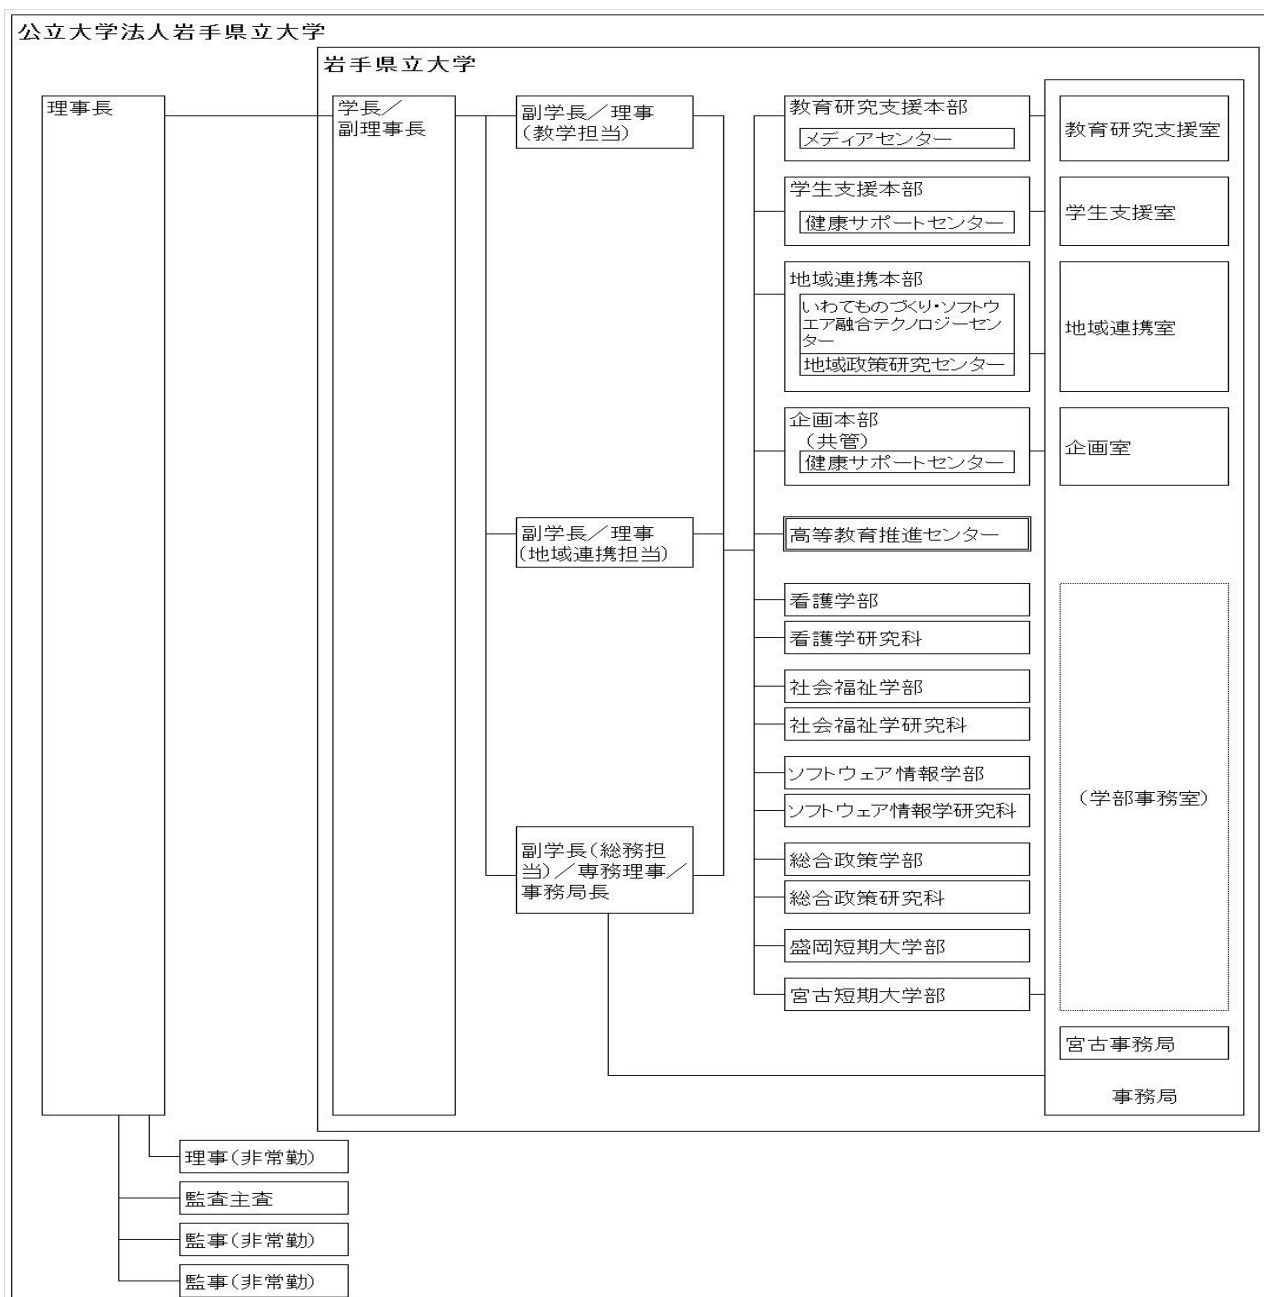 公立大学法人岩手県立大学
岩手県立大学
理事長
学長／
副理事長
副学長／理事
（教学担当）
副学長／理事
（地域連携担当）
副学長（総務担
当）／専務理事／
事務局長
教育研究支援本部
メディアセンター
学生支援本部
健康サポートセンター
地域連携本部
いわてものづくり・ソフトウ
エア融合テクノロジーセン
ター
地域政策研究センター
企画本部
（共管）
健康サポートセンター
高等教育推進センター
看護学部
看護学研究科
社会福祉学部
社会福祉学研究科
ソフトウェア情報学部
ソフトウェア情報学研究科
総合政策学部
総合政策研究科
盛岡短期大学部
宮古短期大学部
教育研究支援室
学生支援室
地域連携室
企画室
（学部事務室）
宮古事務局
事務局
理事（非常勤）
監査主査
監事（非常勤）
監事（非常勤）